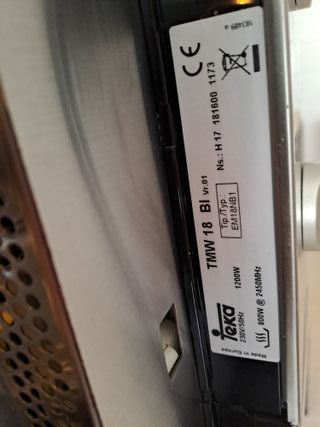 TMW 18 BI Vr.01
Ns.: H 17 181600 1173
CE
Tip./Typ.
EM18NB1
1200W
teka
230V/50Hz
800W @ 2450MHz
Made in Europe